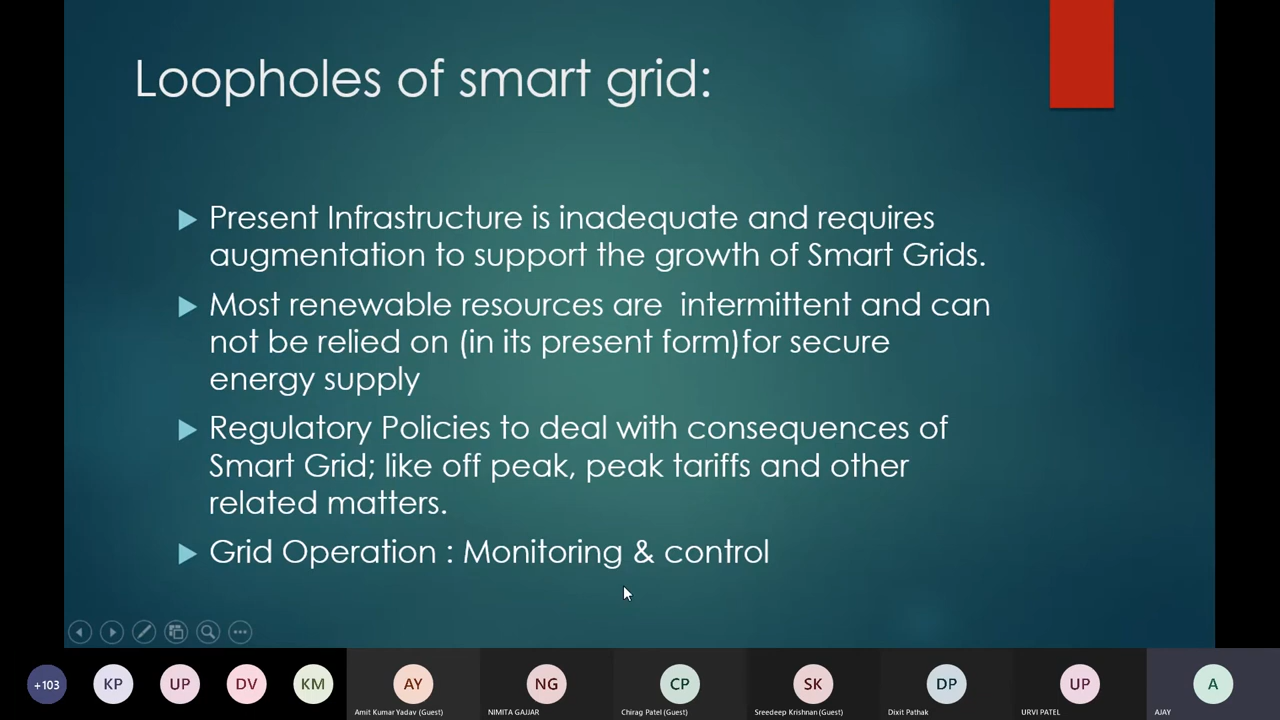 Loopholes of smart grid:
Present Infrastructure is inadequate and requires
augmentation to support the growth of Smart Grids.
Most renewable resources are  intermittent and can
not be relied on (in its present form)for secure
energy supply
Regulatory Policies to deal with consequences of
Smart Grid; like off peak, peak tariffs and other
related matters.
Grid Operation : Monitoring & control
+103 KP UP DV KM AY NG CP SK DP UP A
Amit Kumar Yadav (Guest) NIMITA GAJJAR Chirag Patel (Guest) Sreedeep Krishnan (Guest) Dixit Pathak URVI PATEL AJAY